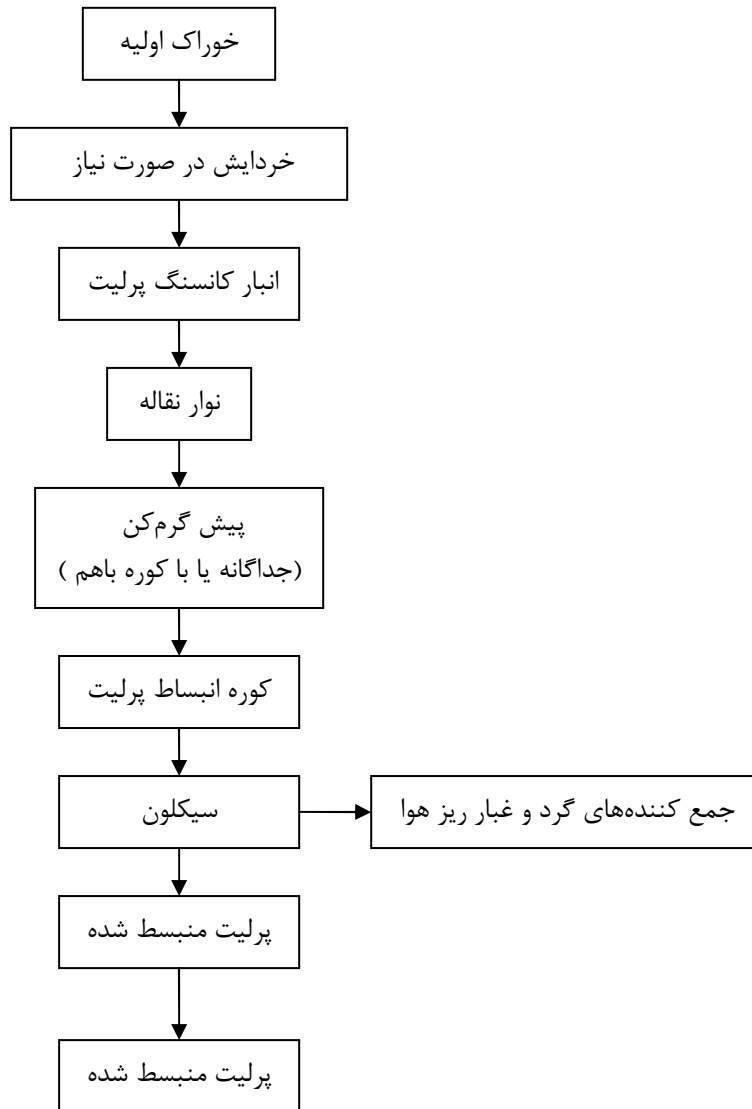 خوراک اولیه
خردایش در صورت نیاز
انبار کانسنگ پرلیت
نوار نقاله
پیش گرم‌کن
(جداگانه یا با کوره باهم )
کوره انبساط پرلیت
سیکلون
جمع کننده‌های گرد و غبار ریز هوا
پرلیت منبسط شده
پرلیت منبسط شده